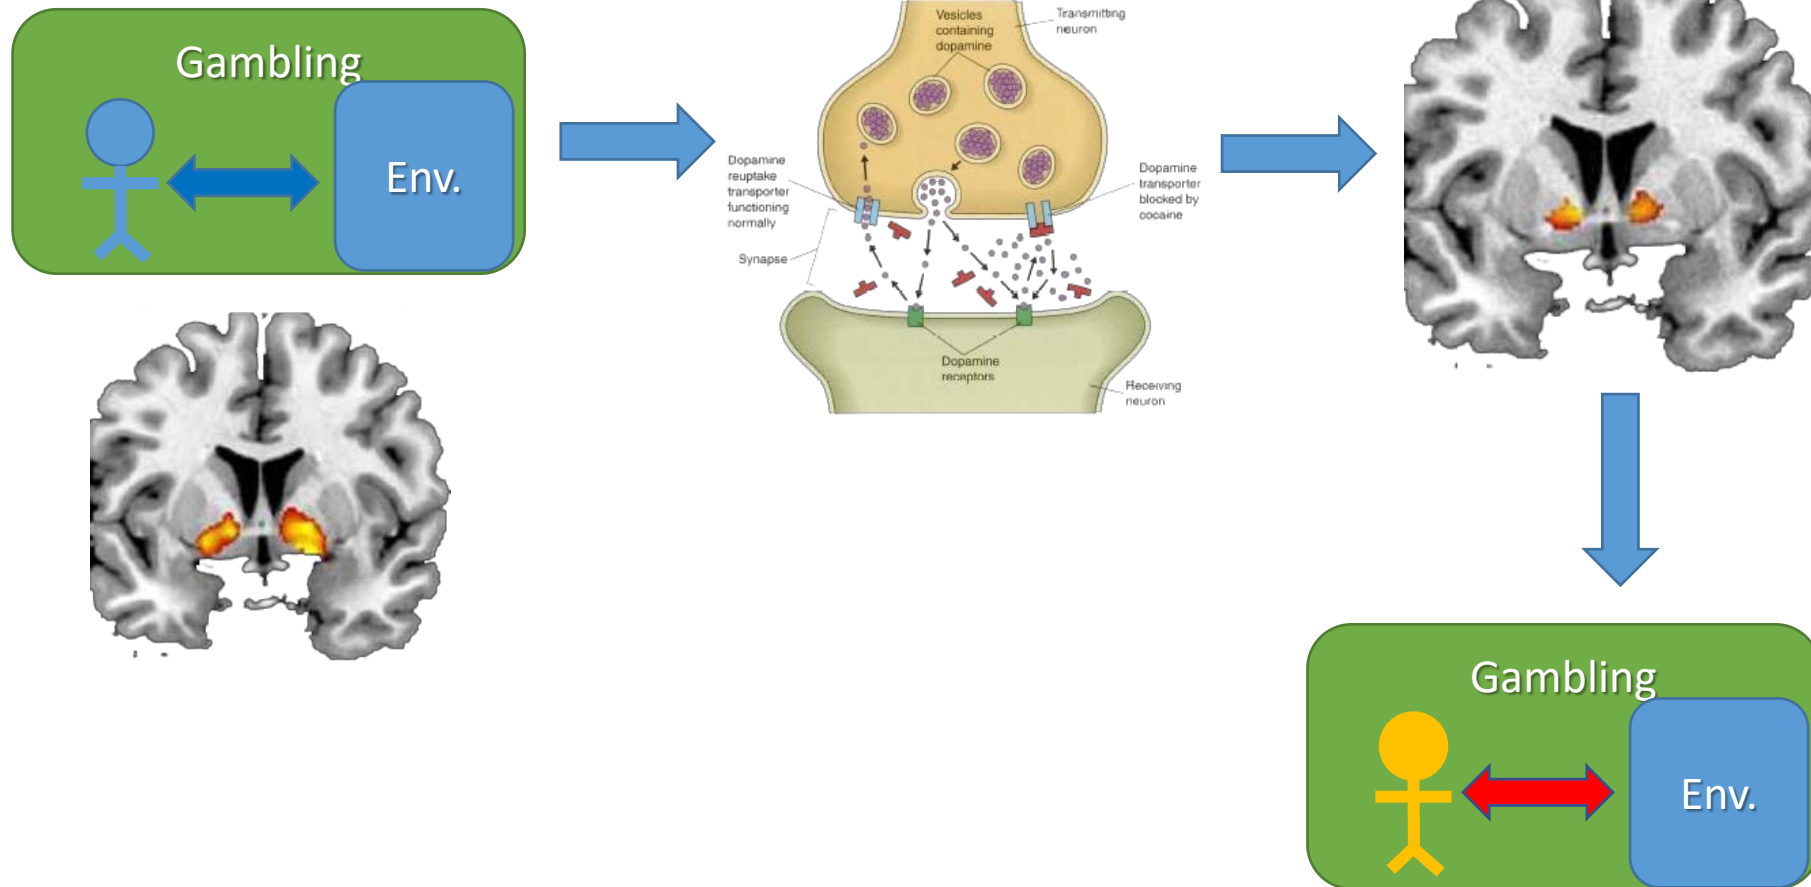 Gambling
Env.
Vesicles
containing
dopamine
Transmitting
neuron
Dopamine
reuptake
transporter
functioning
normally
Dopamine
transporter
blocked by
cocaine
Synapse
Dopamine
receptors
Receiving
neuron
Gambling
Env.